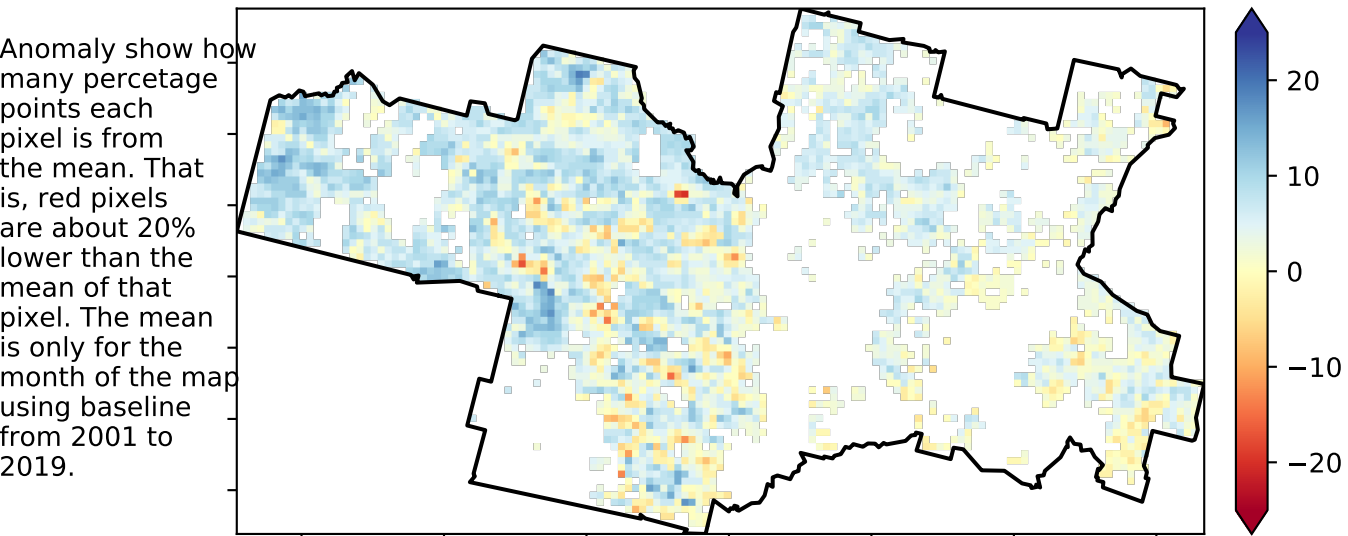 Anomaly show how
many percetage
points each
pixel is from
the mean. That
is, red pixels
are about 20%
lower than the
mean of that
pixel. The mean
is only for the
month of the map
using baseline
from 2001 to
2019.
20
10
0
−10
−20